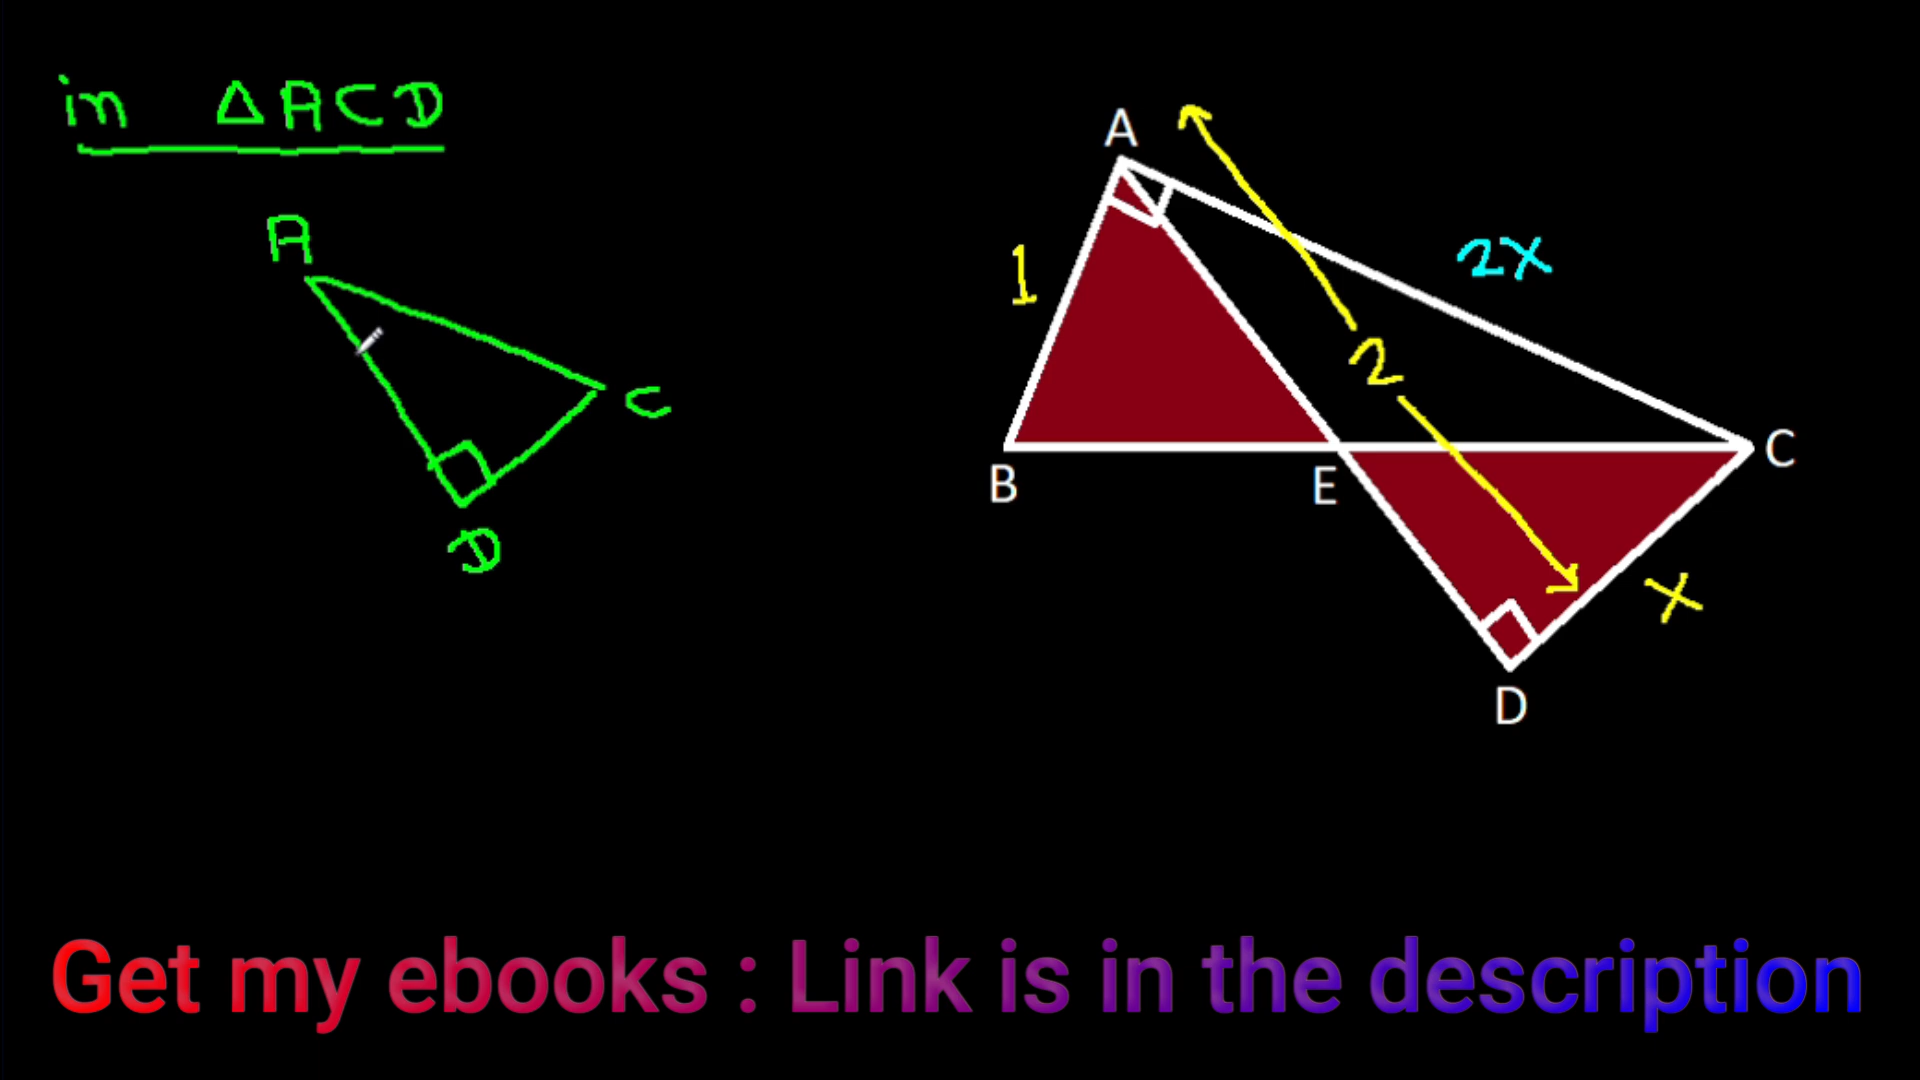 in ΔACD
A
C
D
A
1
2X
2
B
E
C
X
D
Get my ebooks : Link is in the description